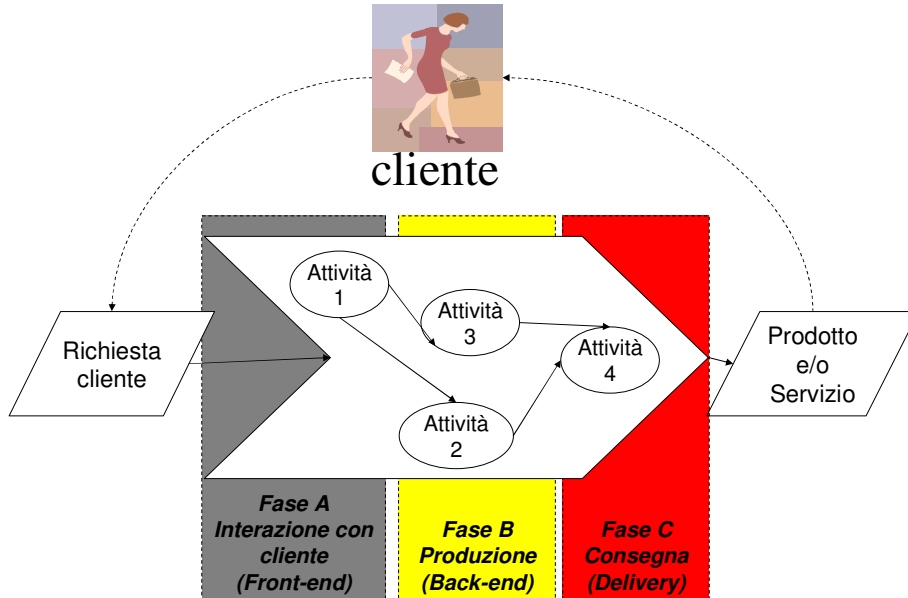 cliente
Attività
1
Attività
3
Attività
2
Attività
4
Richiesta
cliente
Prodotto
e/o
Servizio
Fase A
Interazione con
cliente
(Front-end)
Fase B
Produzione
(Back-end)
Fase C
Consegna
(Delivery)